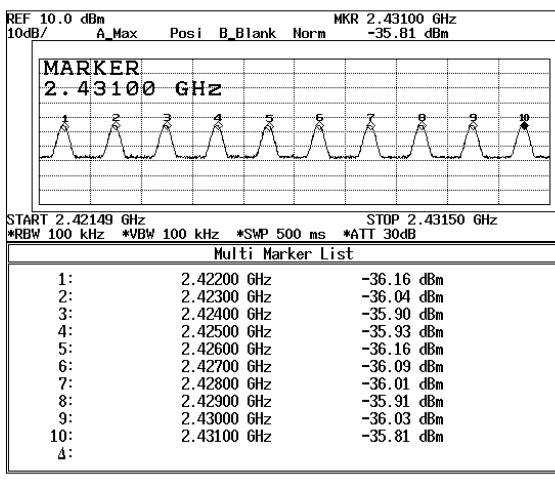 REF 10.0 dBm MKR 2.43100 GHz
10dB/ A_Max Posi B_Blank Norm -35.81 dBm
MARKER
2.43100 GHz
1 2 3 4 5 6 7 8 9 10
START 2.42149 GHz STOP 2.43150 GHz
*RBW 100 kHz *VBW 100 kHz *SWP 500 ms *ATT 30dB
Multi Marker List
1: 2.42200 GHz -36.16 dBm
2: 2.42300 GHz -36.04 dBm
3: 2.42400 GHz -35.90 dBm
4: 2.42500 GHz -35.93 dBm
5: 2.42600 GHz -36.16 dBm
6: 2.42700 GHz -36.09 dBm
7: 2.42800 GHz -36.01 dBm
8: 2.42900 GHz -35.91 dBm
9: 2.43000 GHz -36.03 dBm
10: 2.43100 GHz -35.81 dBm
Δ: